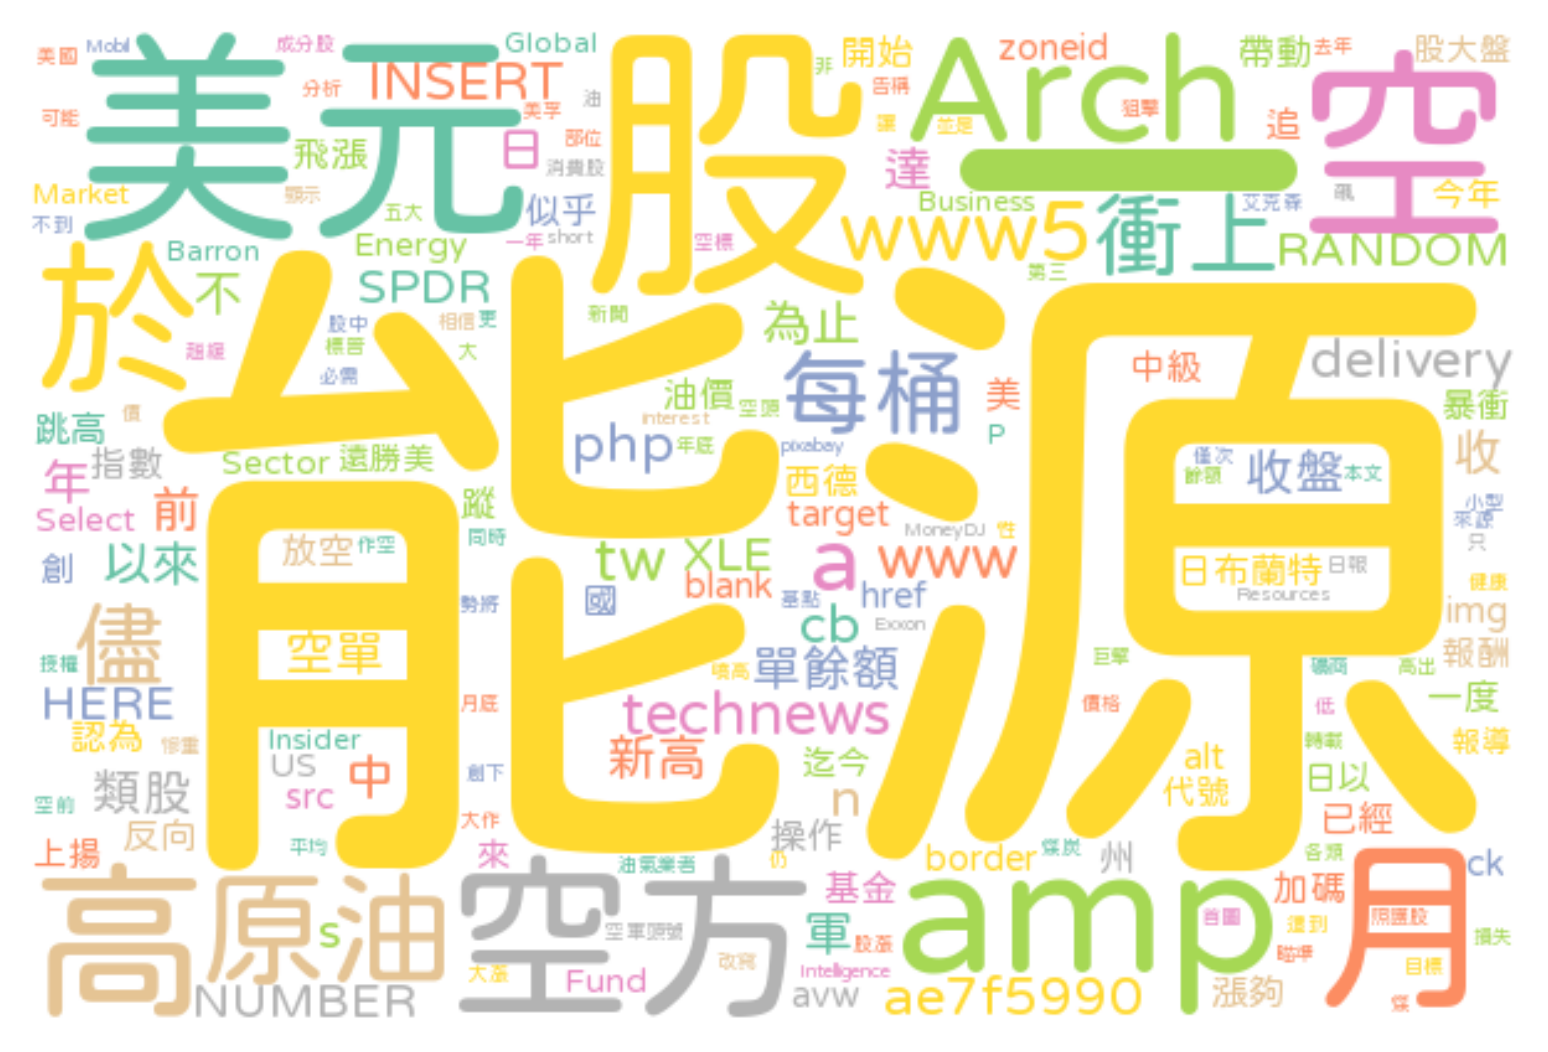 美國
Mobil
美元
成分股
Global
股
非
開始
Arch
zoneid
帶動
去年
股大盤
分析
INSERT
美孚
油
告稱
狙擊
空
可能
飛漲
日
部位
讓
並是
追
消費股
達
Market
顯示
五大
似乎
Business
艾克森
今年
不到
Barron
Energy
一年
short
空標
www5
衝上
RANDOM
於
不
SPDR
新聞
第三
能源
股中
相信
更
標普
大
為止
必需
每桶
美
中級
delivery
油價
空頭
跳高
價
interest
P
暴衝
php
年底
pixabay
年
指數
Sector
遠勝美
西德
僅次
收盤
收
餘額
本文
Select
前
蹤
target
小型
來源
MoneyDJ
性
只
創
以來
放空
作空
同時
tw
XLE
a
www
日布蘭特
日報
健康
blank
基點
href
Resources
img
儘
勢將
國
cb
Exxon
空單
單餘額
授權
噴高
巨擘
礦商
高出
報酬
HERE
月底
technews
價格
低
一度
認為
慘重
Insider
新高
轉載
報導
US
中
創下
迄今
alt
代號
日以
類股
src
n
空前
大作
已經
反向
操作
上揚
平均
來
油氣業者
仍
border
煤炭
州
各類
ck
高
原油
空方
基金
amp
加碼
月
s
空軍頭號
軍
股漲
首圖
遭到
瞄準
損失
大漲
Fund
改寫
Intelligence
目標
NUMBER
avw
ae7f5990
漲夠
煤